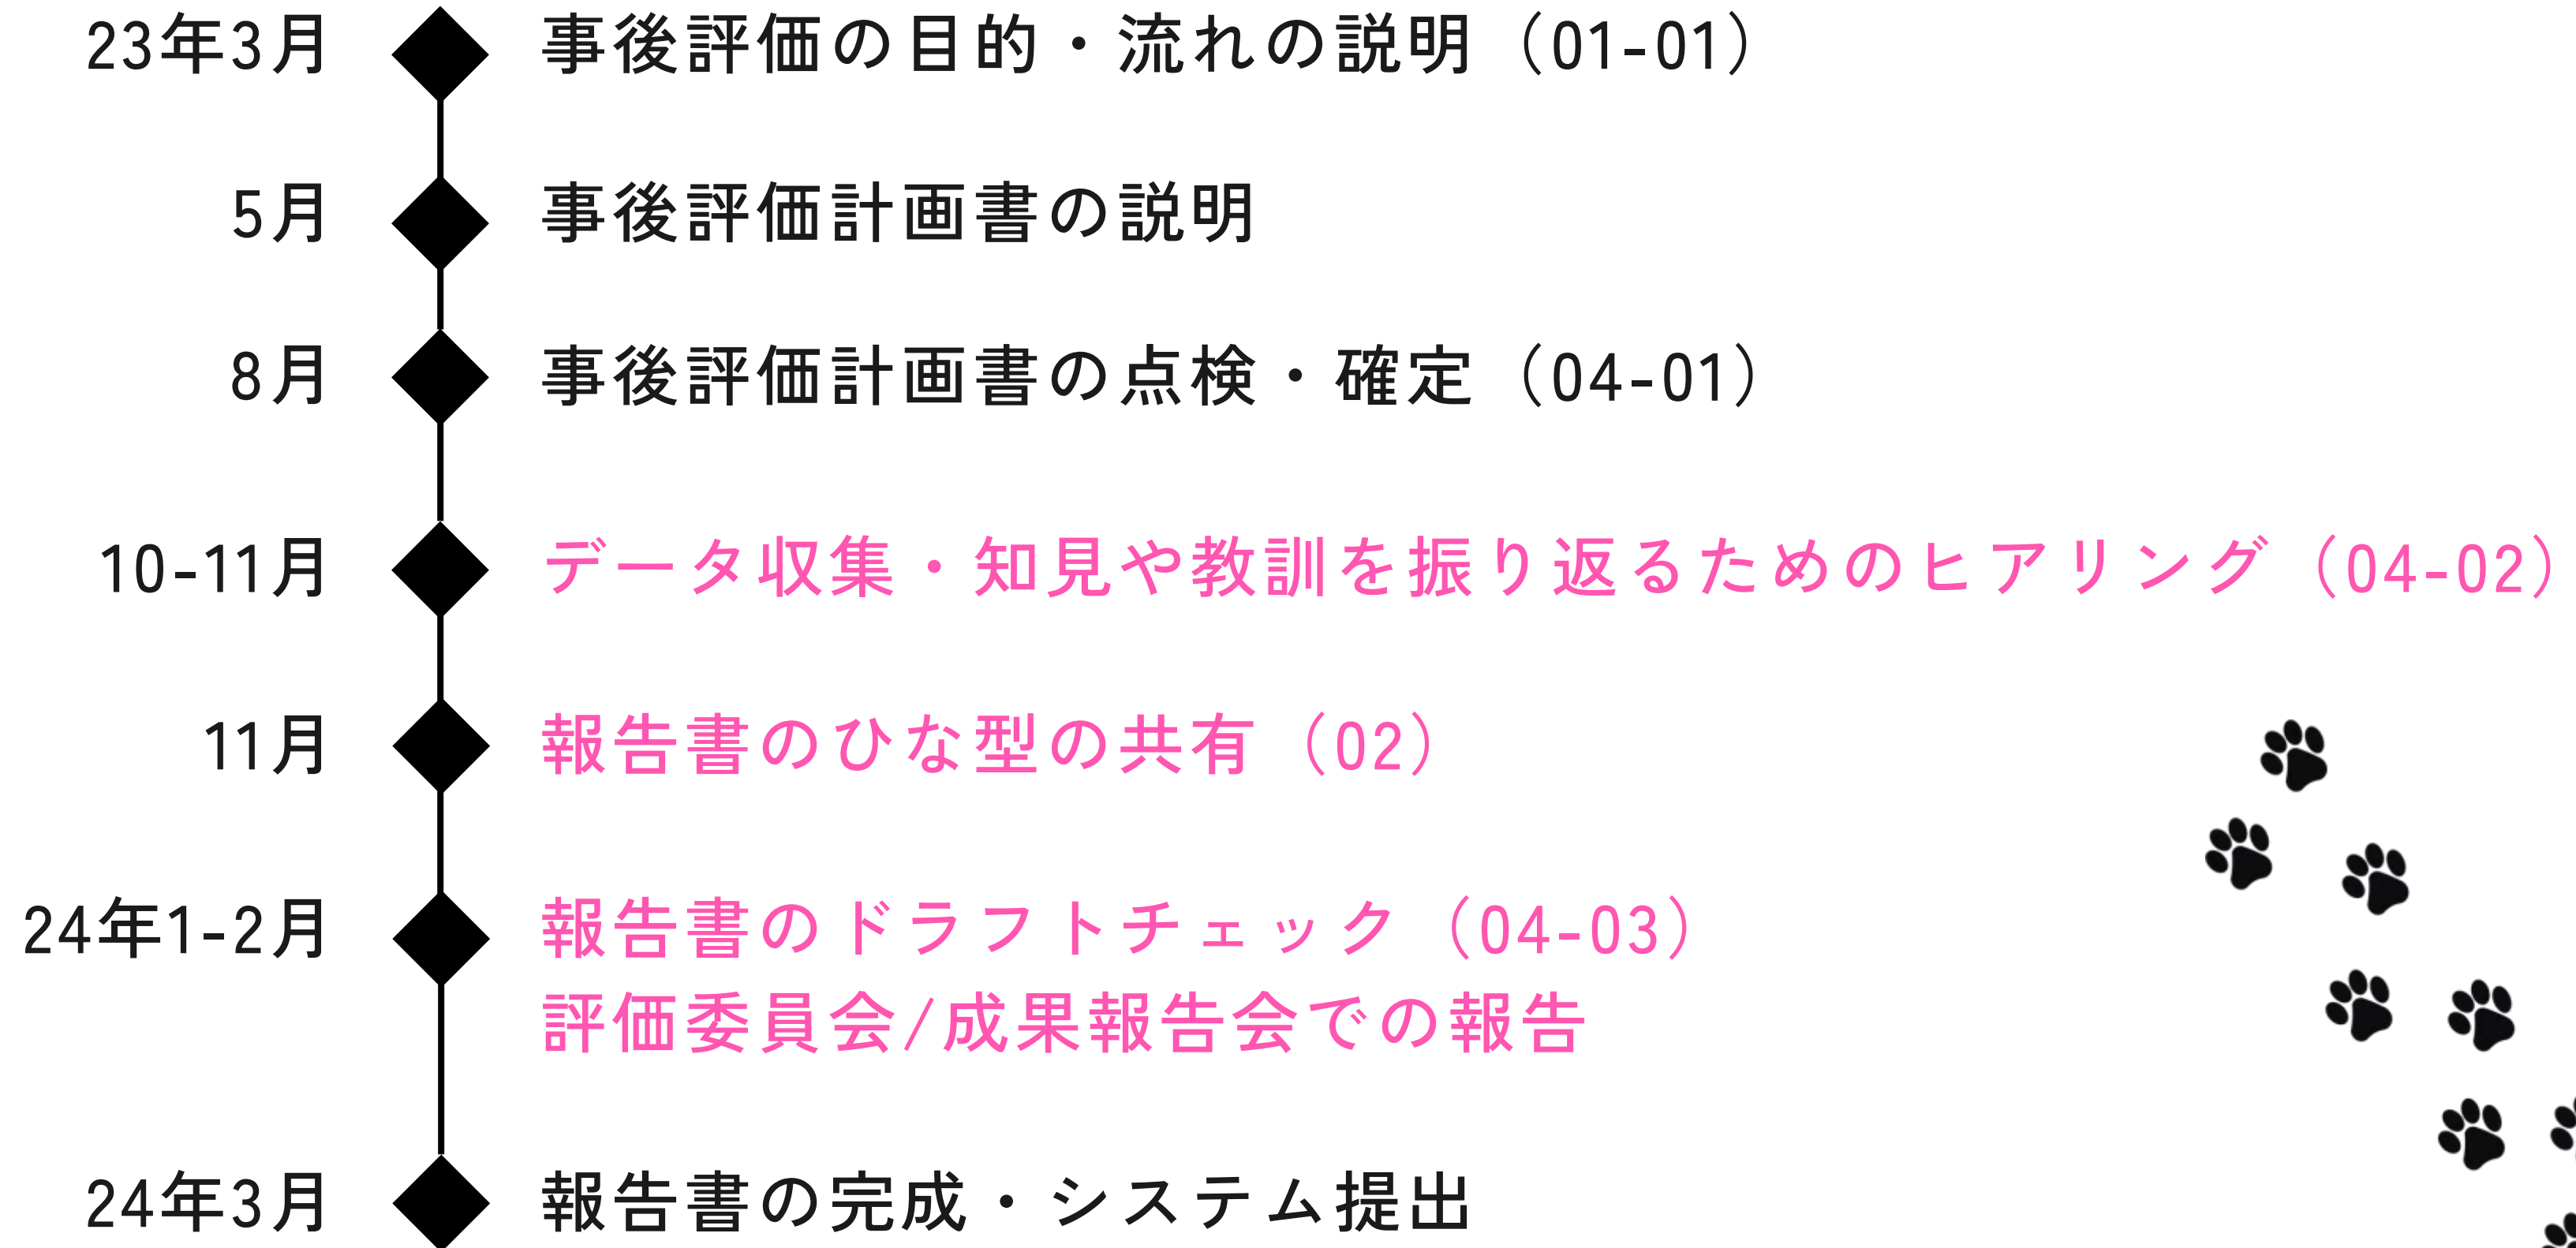 23年3月 事後評価の目的・流れの説明（01-01）
5月 事後評価計画書の説明
8月 事後評価計画書の点検・確定（04-01）
10-11月 データ収集・知見や教訓を振り返るためのヒアリング（04-02）
11月 報告書のひな型の共有（02）
24年1-2月 報告書のドラフトチェック（04-03）
評価委員会/成果報告会での報告
24年3月 報告書の完成・システム提出